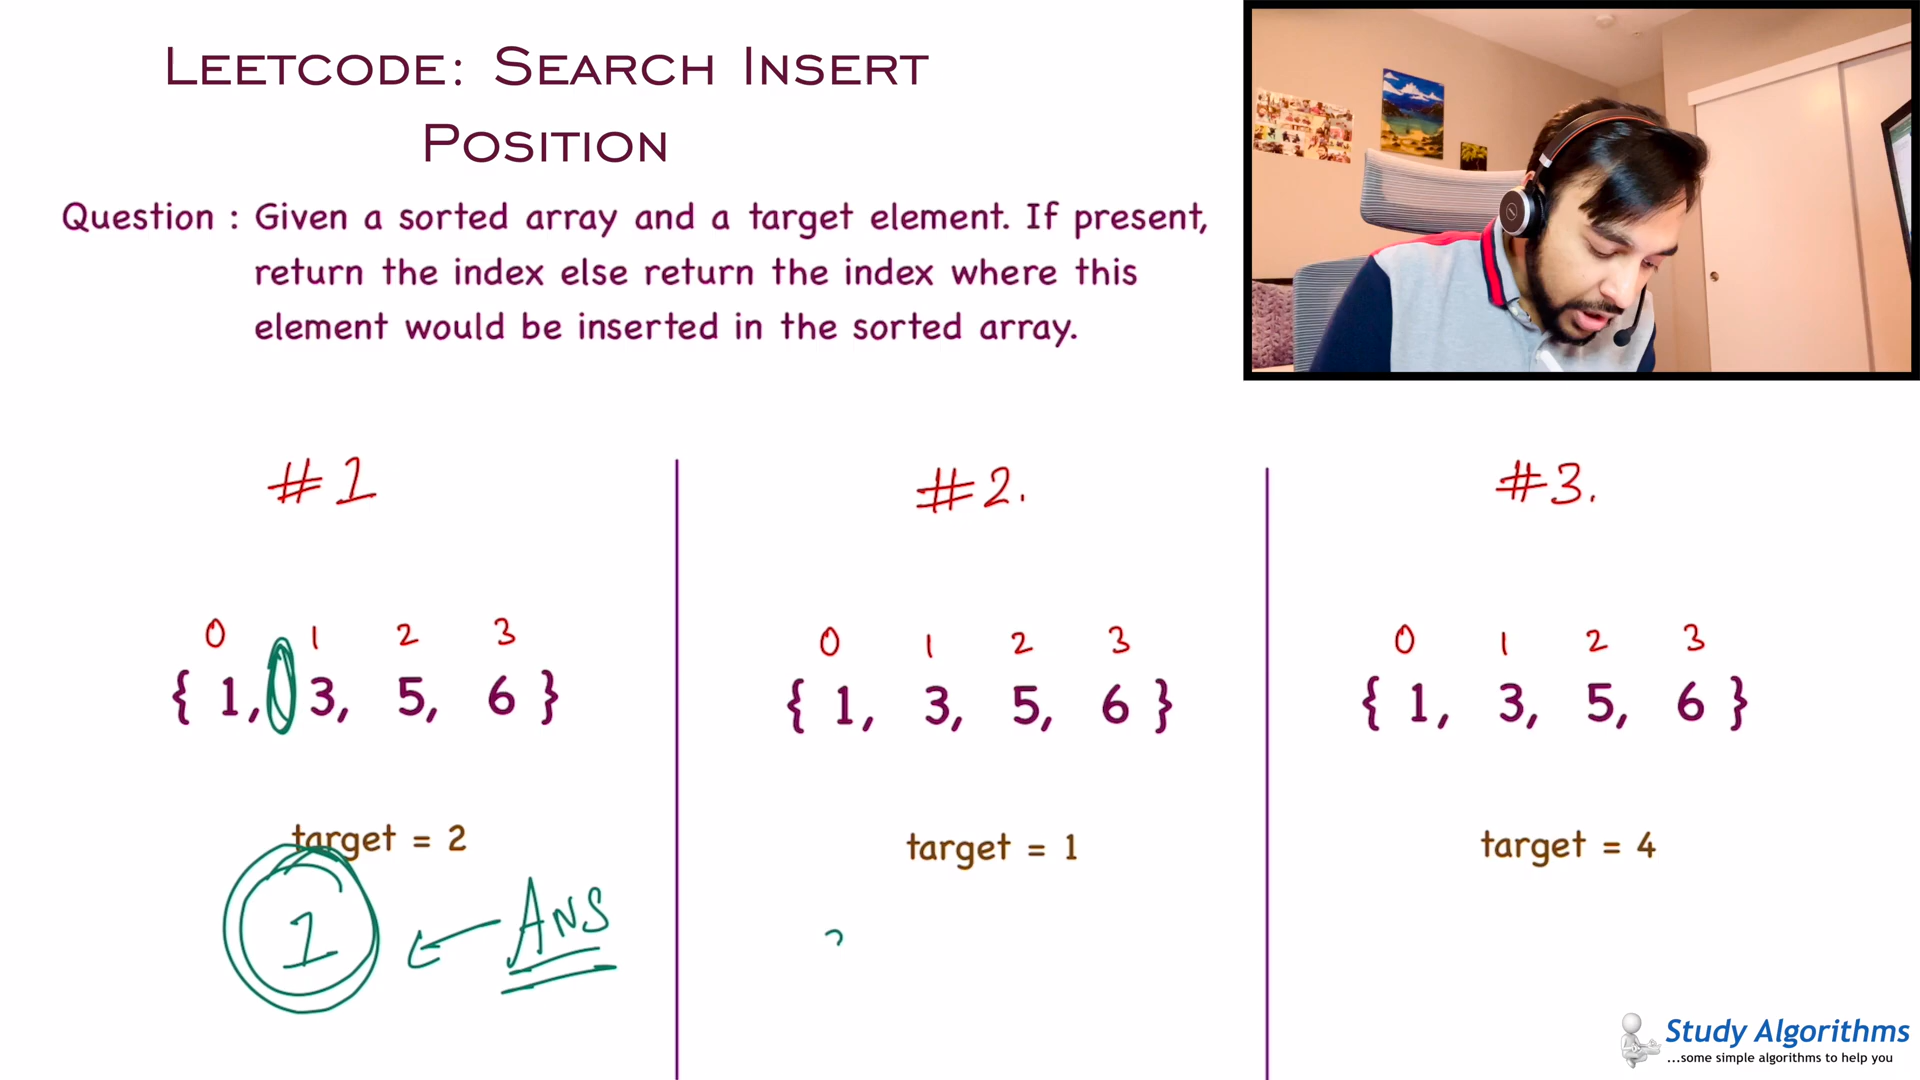 LEETCODE: SEARCH INSERT
POSITION
Question : Given a sorted array and a target element. If present,
return the index else return the index where this
element would be inserted in the sorted array.
#1
0 1 2 3
{ 1, 3, 5, 6 }
target = 2
1 ← ANS
#2.
0 1 2 3
{ 1, 3, 5, 6 }
target = 1
#3.
0 1 2 3
{ 1, 3, 5, 6 }
target = 4
Study Algorithms
...some simple algorithms to help you